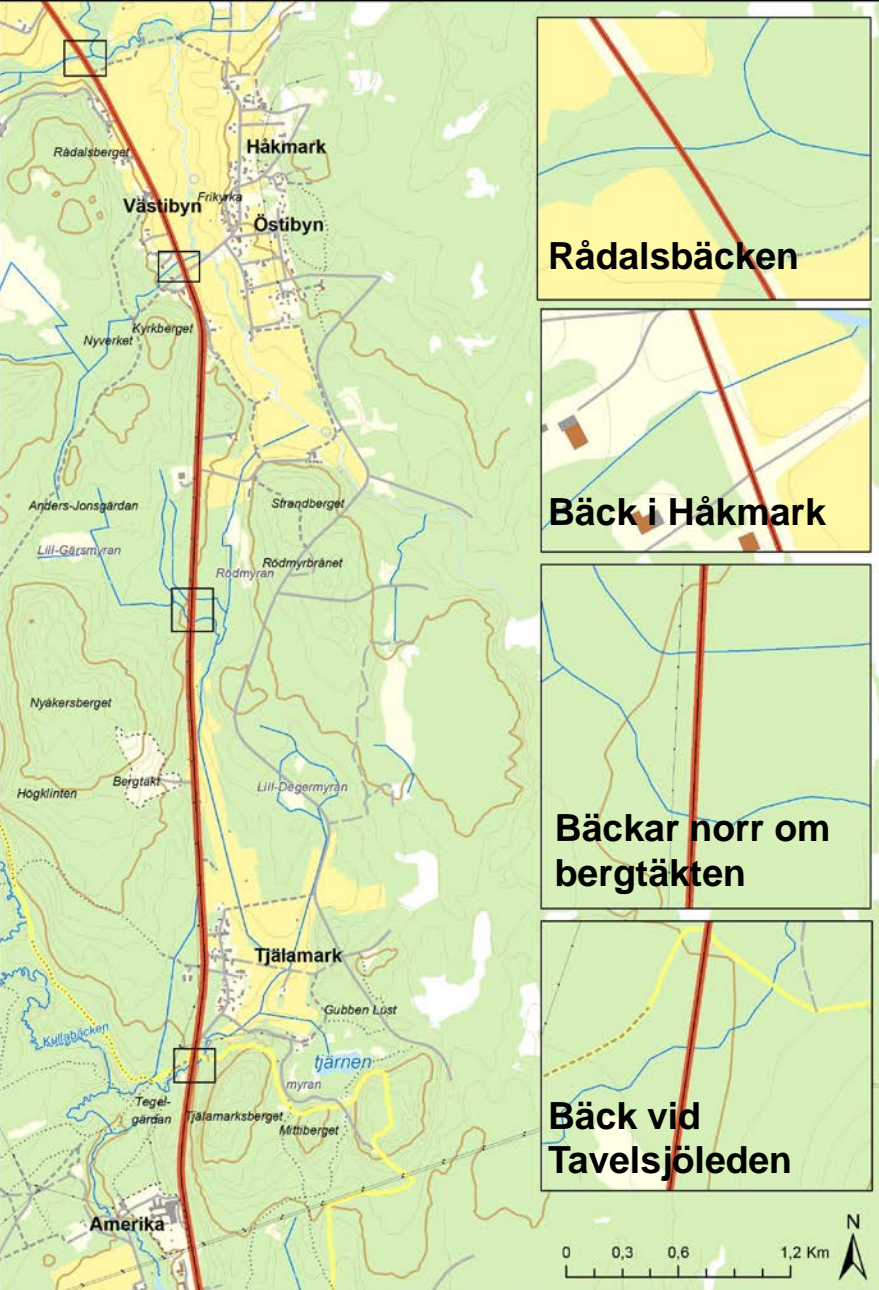 Rådalsberget
Håkmark
Västibyn
Frikyrka
Östibyn
Kyrkberget
Nyverket
Anders-Jonsgärdan
Strandberget
Lill-Gärsmyran
Rödmyran
Rödmyrbränet
Nyåkersberget
Bergtäkt
Högklinten
Lill-Degermyran
Tjälamark
Gubben Lust
Kullabäcken
tjärnen
myran
Tegel-
gärdan
Tjälamarksberget
Mittiberget
Amerika
Rådalsbäcken
Bäck i Håkmark
Bäckar norr om
bergtäkten
Bäck vid
Tavelsjöleden
N
0 0,3 0,6 1,2 Km